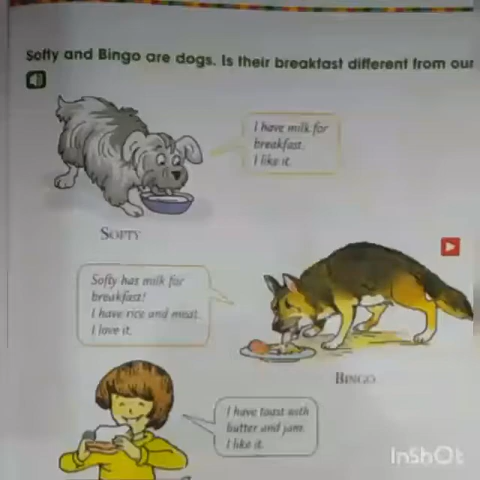 Softy and Bingo are dogs. Is their breakfast different from our
I have milk for
breakfast.
I like it.
SOFTY
Softy has milk for
breakfast!
I have rice and meat.
I love it.
BINGO
I have toast with
butter and jam.
I like it.
InShOt